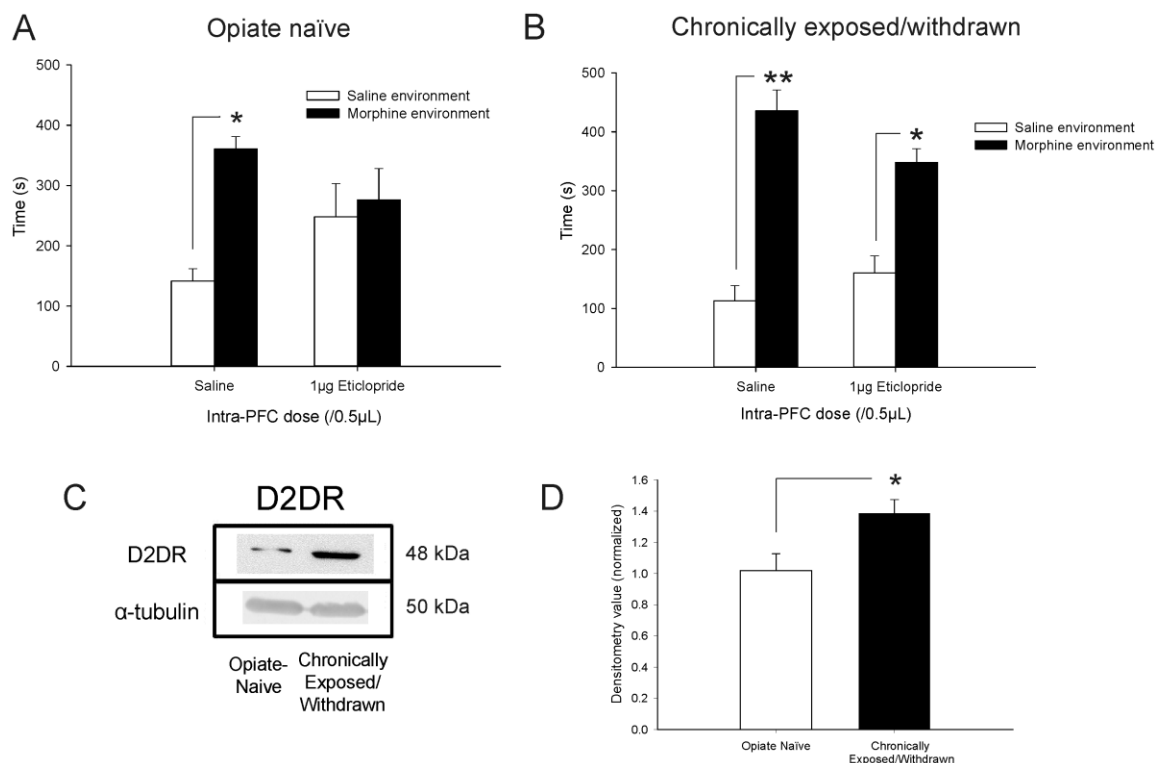 A
Opiate naïve
500
400
300
200
100
0
Time (s)
Saline environment
Morphine environment
*
Saline
1µg Eticlopride
Intra-PFC dose (/0.5µL)
B
Chronically exposed/withdrawn
500
400
300
200
100
0
Time (s)
**
*
Saline environment
Morphine environment
Saline
1µg Eticlopride
Intra-PFC dose (/0.5µL)
C
D2DR
D2DR
48 kDa
α-tubulin
50 kDa
Opiate-
Naive
Chronically
Exposed/
Withdrawn
D
1.6
1.4
1.2
1.0
0.8
0.6
0.4
0.2
0.0
Densitometry value (normalized)
*
Opiate Naïve
Chronically
Exposed/Withdrawn